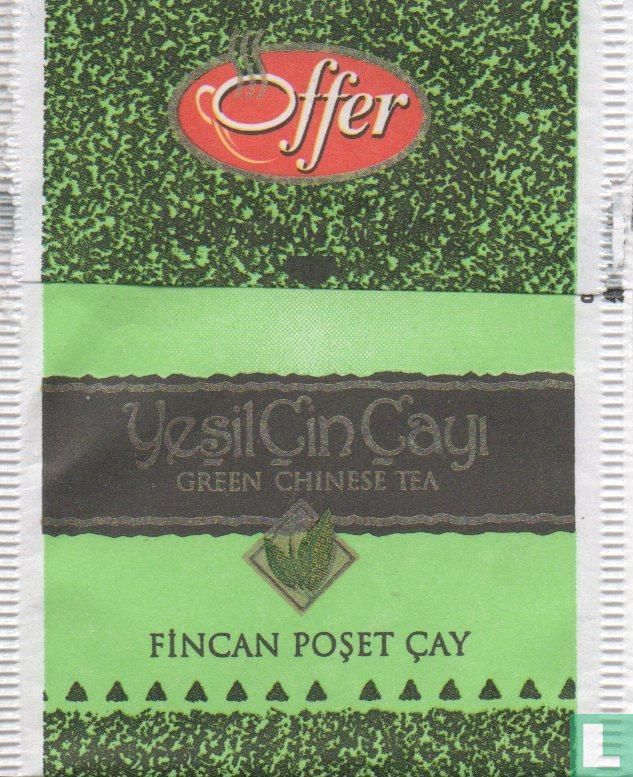 Offer
Yeşil Çin Çayı
GREEN CHINESE TEA
FİNCAN POŞET ÇAY
L